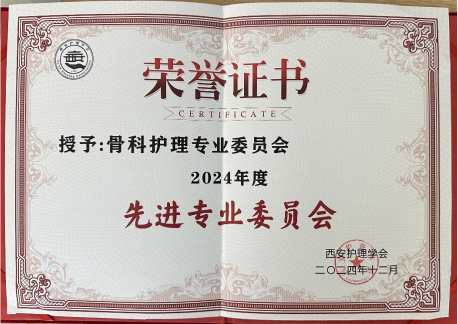 荣誉证书
CERTIFICATE
授予:骨科护理专业委员会
2024年度
先进专业委员会
西安护理学会
二〇二四年十二月